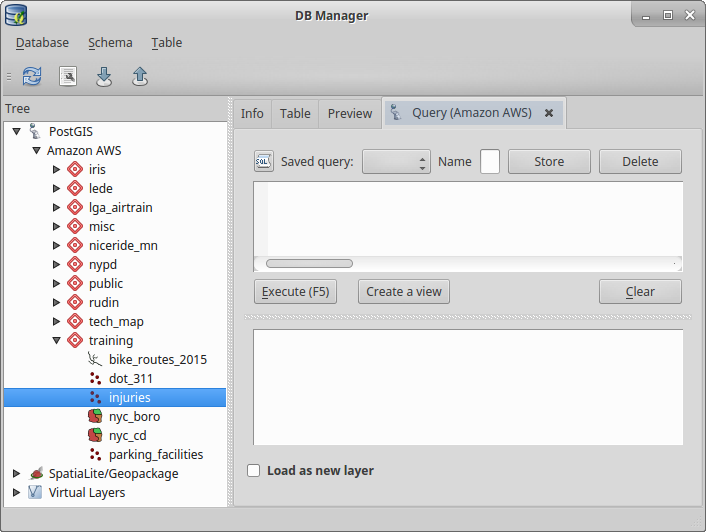 DB Manager
Database Schema Table
Tree
PostGIS
Amazon AWS
iris
lede
lga_airtrain
misc
niceride_mn
nypd
public
rudin
tech_map
training
bike_routes_2015
dot_311
injuries
nyc_boro
nyc_cd
parking_facilities
SpatiaLite/Geopackage
Virtual Layers
Info Table Preview Query (Amazon AWS)
SQL Saved query: Name Store Delete
Execute (F5) Create a view Clear
Load as new layer